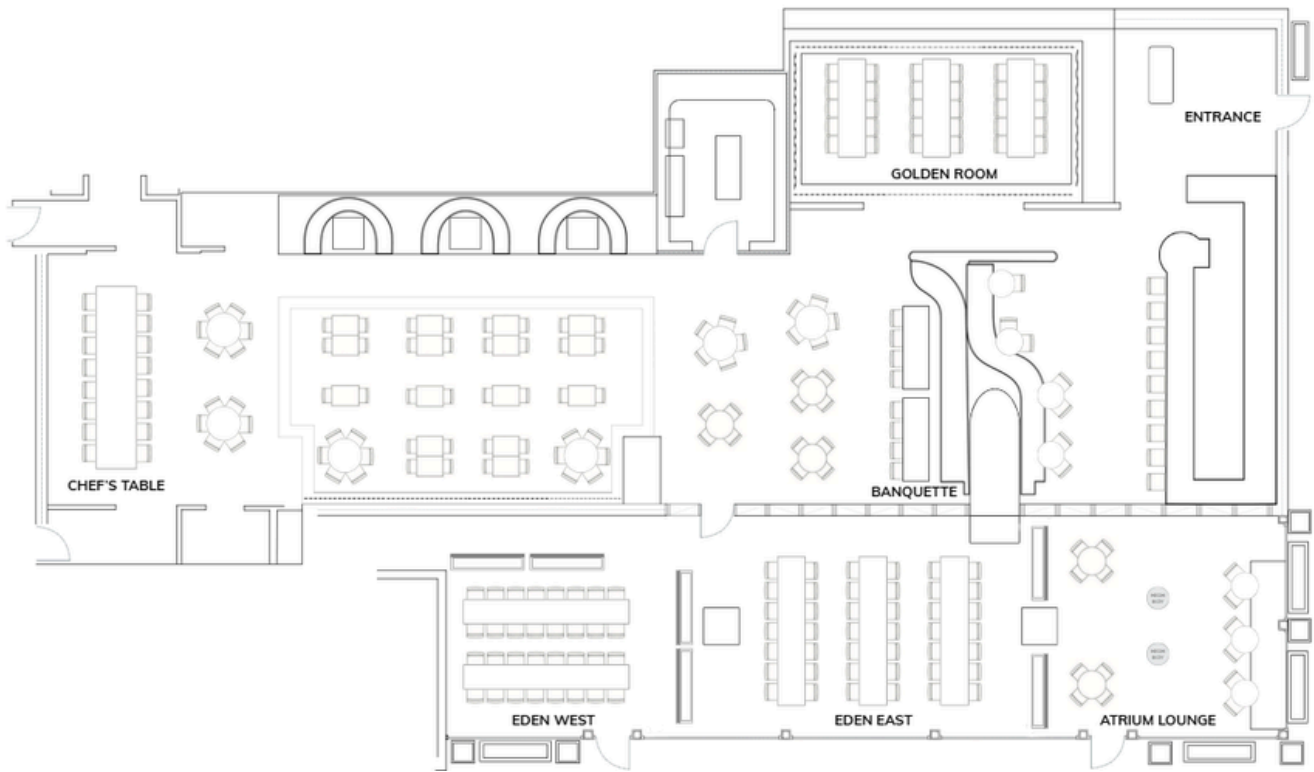 ENTRANCE
GOLDEN ROOM
CHEF'S TABLE
BANQUETTE
EDEN WEST
EDEN EAST
ATRIUM LOUNGE